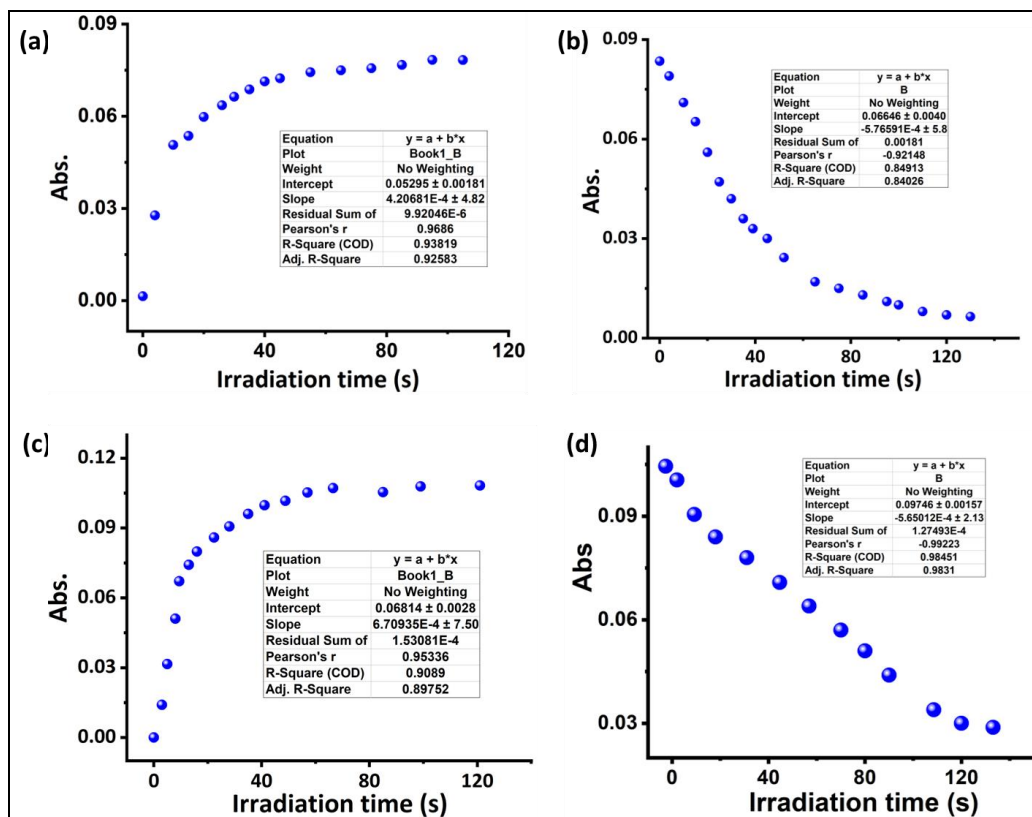 (a)
0.09
0.06
0.03
0.00
Abs.
Equation y = a + b*x
Plot Book1_B
Weight No Weighting
Intercept 0.05295 ± 0.00181
Slope 4.20681E-4 ± 4.82
Residual Sum of 9.92046E-6
Pearson's r 0.9686
R-Square (COD) 0.93819
Adj. R-Square 0.92583
0 40 80 120
Irradiation time (s)
(b)
0.09
0.06
0.03
0.00
Abs.
Equation y = a + b*x
Plot B
Weight No Weighting
Intercept 0.06646 ± 0.0040
Slope -5.76591E-4 ± 5.8
Residual Sum of 0.00181
Pearson's r -0.92148
R-Square (COD) 0.84913
Adj. R-Square 0.84026
0 40 80 120
Irradiation time (s)
(c)
0.12
0.09
0.06
0.03
0.00
Abs.
Equation y = a + b*x
Plot Book1_B
Weight No Weighting
Intercept 0.06814 ± 0.0028
Slope 6.70935E-4 ± 7.50
Residual Sum of 1.53081E-4
Pearson's r 0.95336
R-Square (COD) 0.9089
Adj. R-Square 0.89752
0 40 80 120
Irradiation time (s)
(d)
0.09
0.06
0.03
Abs
Equation y = a + b*x
Plot B
Weight No Weighting
Intercept 0.09746 ± 0.00157
Slope -5.65012E-4 ± 2.13
Residual Sum of 1.27493E-4
Pearson's r -0.99223
R-Square (COD) 0.98451
Adj. R-Square 0.9831
0 40 80 120
Irradiation time (s)